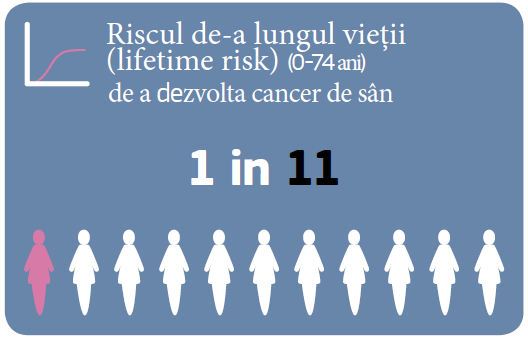 Riscul de-a lungul vieții
(lifetime risk) (0-74 ani)
de a dezvolta cancer de sân
1 in 11